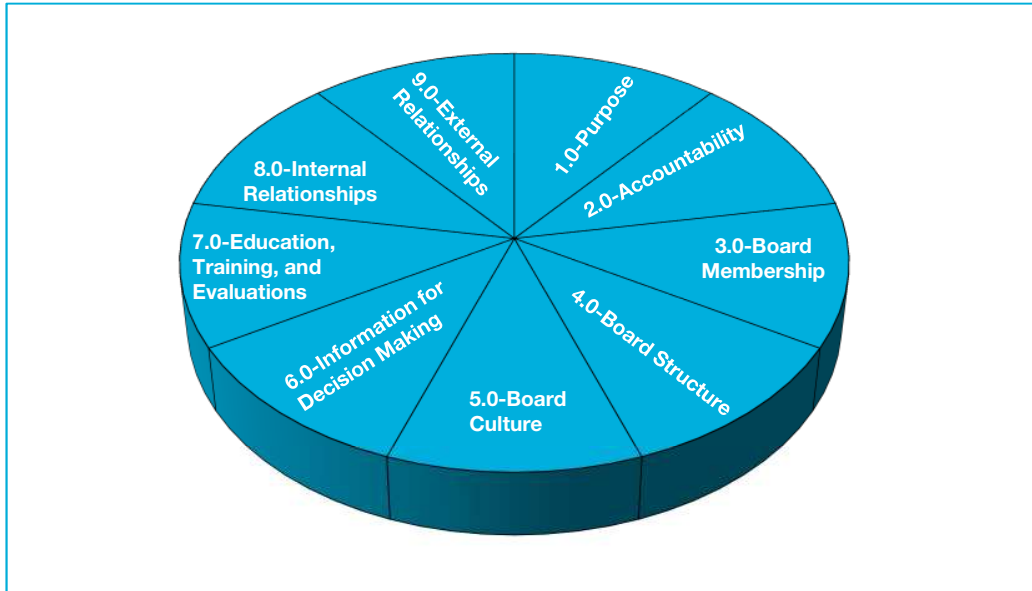 1.0-Purpose
2.0-Accountability
3.0-Board
Membership
4.0-Board Structure
5.0-Board
Culture
6.0-Information for
Decision Making
7.0-Education,
Training, and
Evaluations
8.0-Internal
Relationships
9.0-External
Relationships